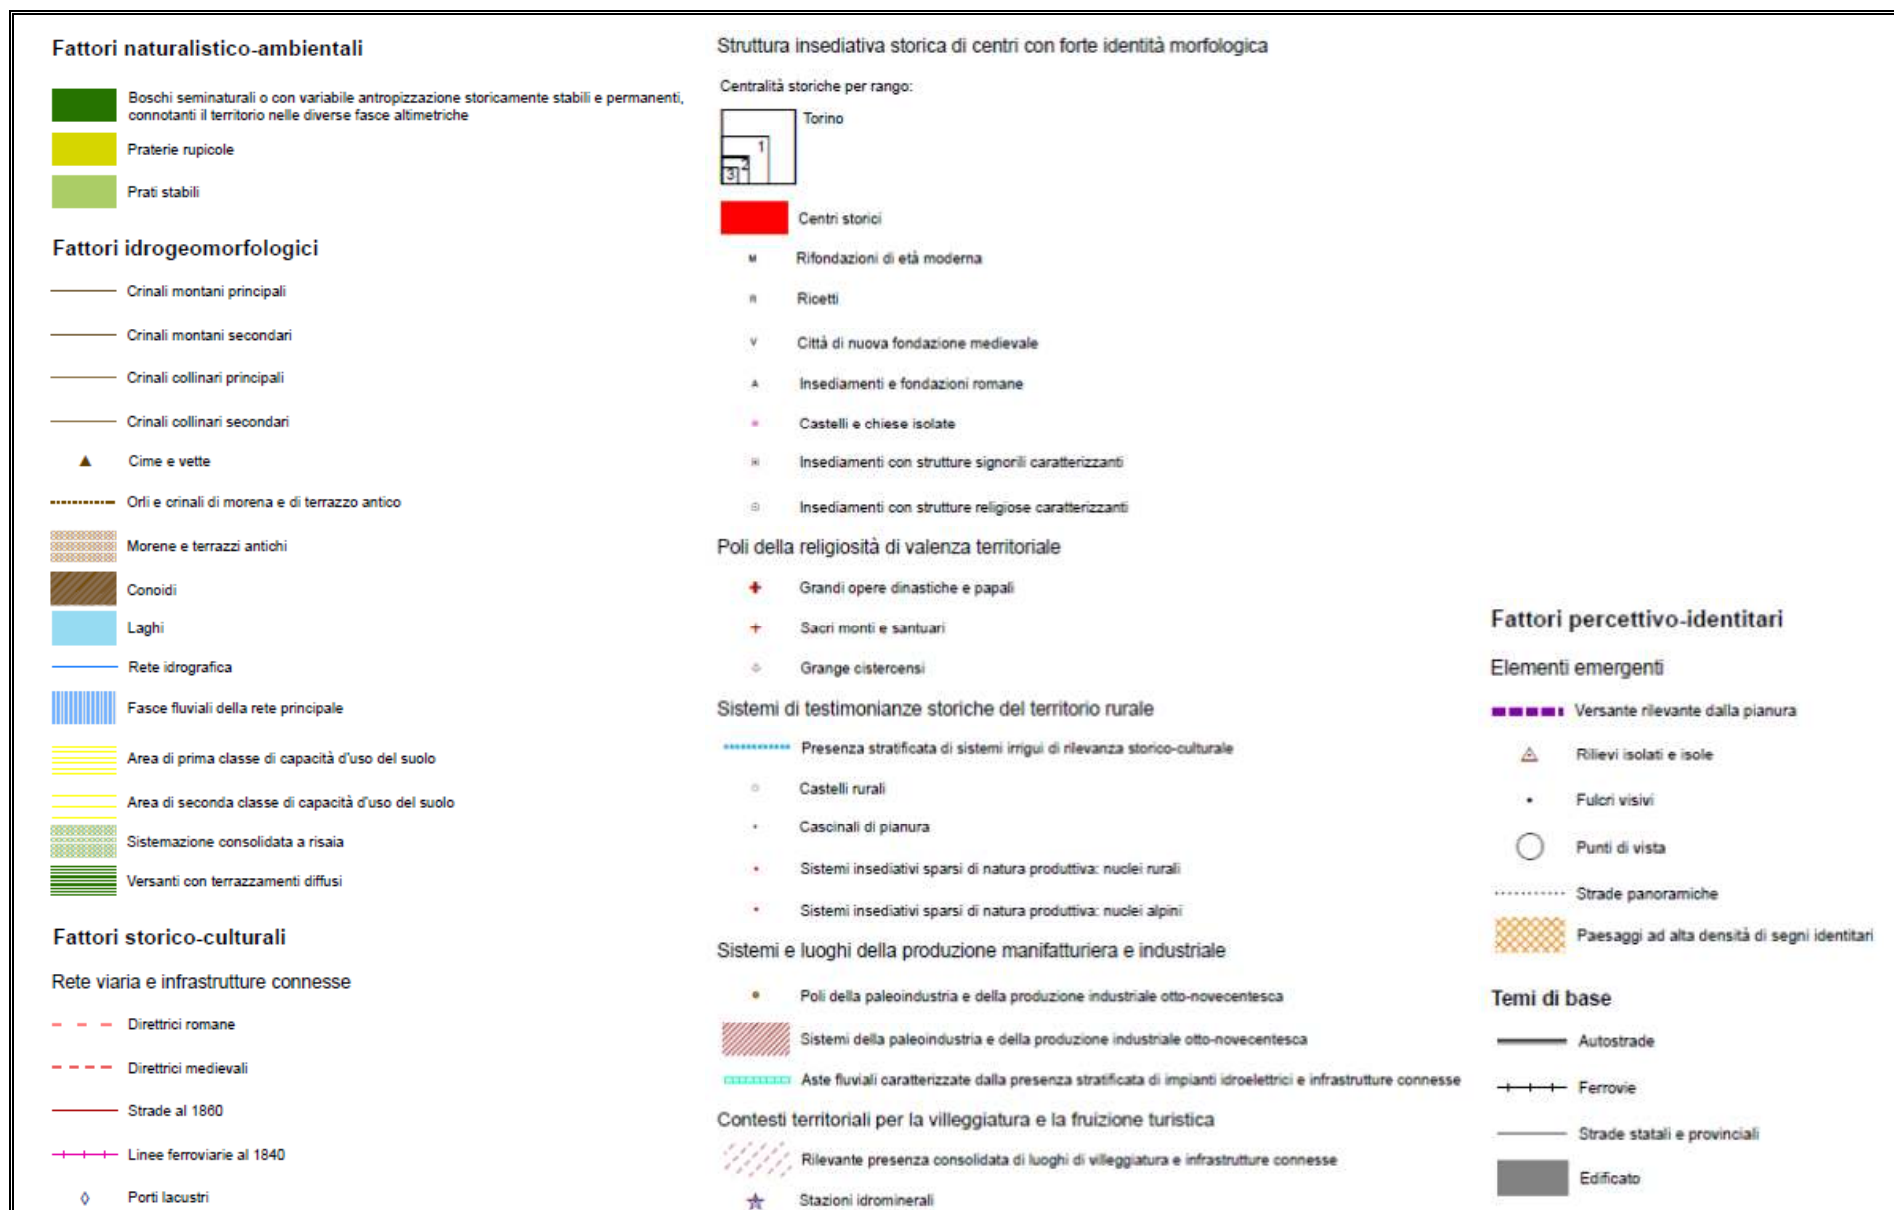 Fattori naturalistico-ambientali
Boschi seminaturali o con variabile antropizzazione storicamente stabili e permanenti,
connotanti il territorio nelle diverse fasce altimetriche
Praterie rupicole
Prati stabili
Fattori idrogeomorfologici
Crinali montani principali
Crinali montani secondari
Crinali collinari principali
Crinali collinari secondari
Cime e vette
Orli e crinali di morena e di terrazzo antico
Morene e terrazzi antichi
Conoidi
Laghi
Rete idrografica
Fasce fluviali della rete principale
Area di prima classe di capacità d'uso del suolo
Area di seconda classe di capacità d'uso del suolo
Sistemazione consolidata a risaia
Versanti con terrazzamenti diffusi
Fattori storico-culturali
Rete viaria e infrastrutture connesse
Direttrici romane
Direttrici medievali
Strade al 1860
Linee ferroviarie al 1840
Porti lacustri
Struttura insediativa storica di centri con forte identità morfologica
Centralità storiche per rango:
Torino
1
2
3
Centri storici
M Rifondazioni di età moderna
R Ricetti
V Città di nuova fondazione medievale
A Insediamenti e fondazioni romane
Castelli e chiese isolate
Insediamenti con strutture signorili caratterizzanti
Insediamenti con strutture religiose caratterizzanti
Poli della religiosità di valenza territoriale
Grandi opere dinastiche e papali
Sacri monti e santuari
Grange cistercensi
Sistemi di testimonianze storiche del territorio rurale
Presenza stratificata di sistemi irrigui di rilevanza storico-culturale
Castelli rurali
Cascinali di pianura
Sistemi insediativi sparsi di natura produttiva: nuclei rurali
Sistemi insediativi sparsi di natura produttiva: nuclei alpini
Sistemi e luoghi della produzione manifatturiera e industriale
Poli della paleoindustria e della produzione industriale otto-novecentesca
Sistemi della paleoindustria e della produzione industriale otto-novecentesca
Aste fluviali caratterizzate dalla presenza stratificata di impianti idroelettrici e infrastrutture connesse
Contesti territoriali per la villeggiatura e la fruizione turistica
Rilevante presenza consolidata di luoghi di villeggiatura e infrastrutture connesse
Stazioni idrominerali
Fattori percettivo-identitari
Elementi emergenti
Versante rilevante dalla pianura
Rilievi isolati e isole
Fulcri visivi
Punti di vista
Strade panoramiche
Paesaggi ad alta densità di segni identitari
Temi di base
Autostrade
Ferrovie
Strade statali e provinciali
Edificato